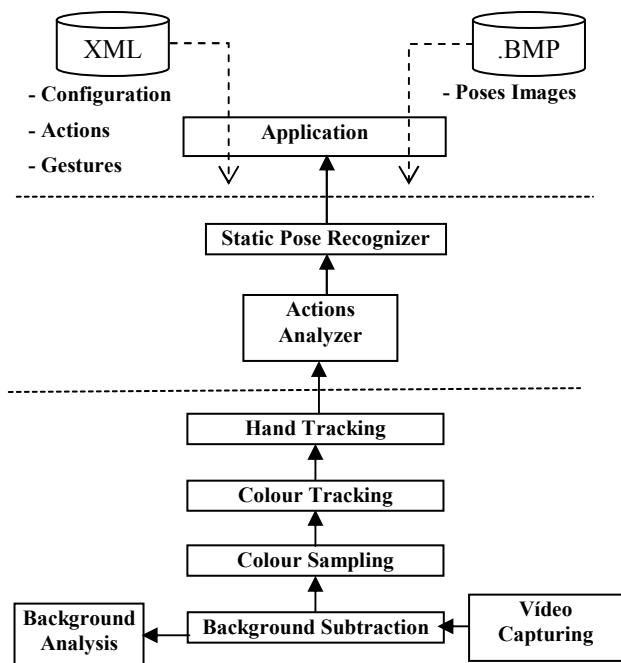 XML
.BMP
- Configuration
- Actions
- Gestures
- Poses Images
Application
Static Pose Recognizer
Actions
Analyzer
Hand Tracking
Colour Tracking
Colour Sampling
Background
Analysis
Background Subtraction
Vídeo
Capturing